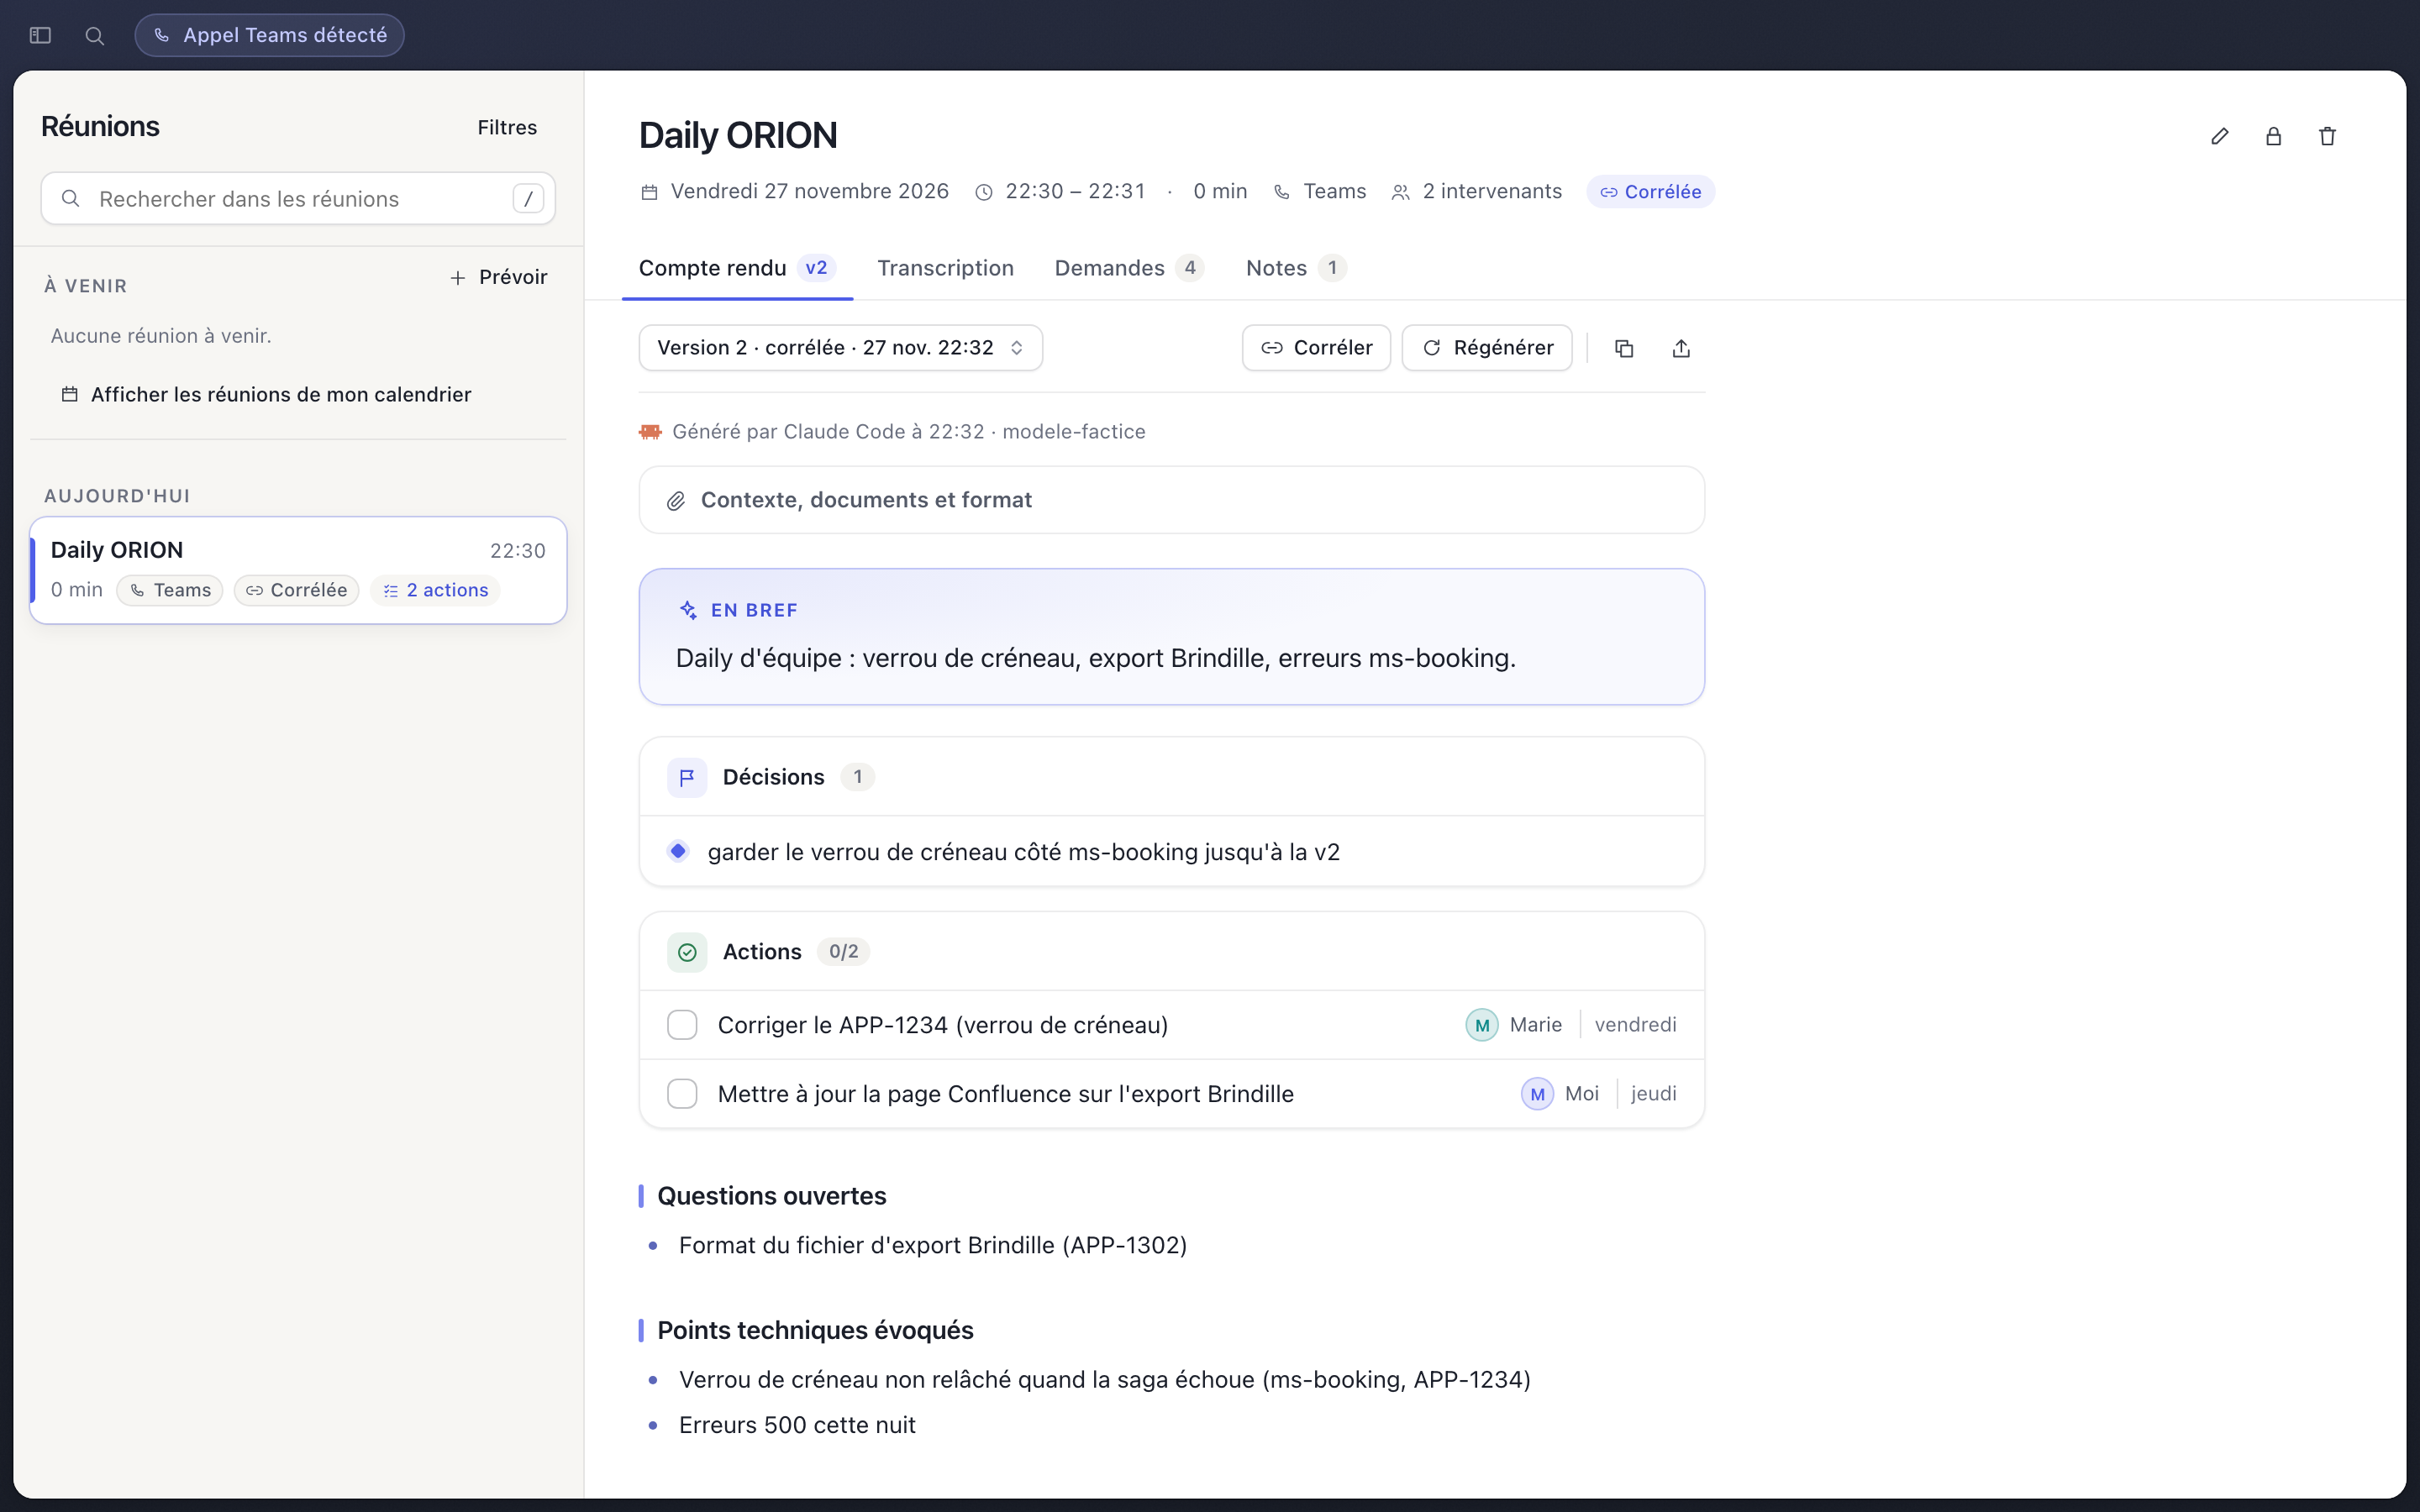 Appel Teams détecté
Réunions
Filtres
Rechercher dans les réunions
/
À VENIR
+ Prévoir
Aucune réunion à venir.
Afficher les réunions de mon calendrier
AUJOURD'HUI
Daily ORION
22:30
0 min
Teams
Corrélée
2 actions
Daily ORION
Vendredi 27 novembre 2026
22:30 – 22:31 · 0 min
Teams
2 intervenants
Corrélée
Compte rendu v2
Transcription
Demandes 4
Notes 1
Version 2 · corrélée · 27 nov. 22:32
Corréler
Régénérer
Généré par Claude Code à 22:32 · modele-factice
Contexte, documents et format
EN BREF
Daily d'équipe : verrou de créneau, export Brindille, erreurs ms-booking.
Décisions 1
garder le verrou de créneau côté ms-booking jusqu'à la v2
Actions 0/2
Corriger le APP-1234 (verrou de créneau)
M Marie
vendredi
Mettre à jour la page Confluence sur l'export Brindille
M Moi
jeudi
Questions ouvertes
• Format du fichier d'export Brindille (APP-1302)
Points techniques évoqués
• Verrou de créneau non relâché quand la saga échoue (ms-booking, APP-1234)
• Erreurs 500 cette nuit